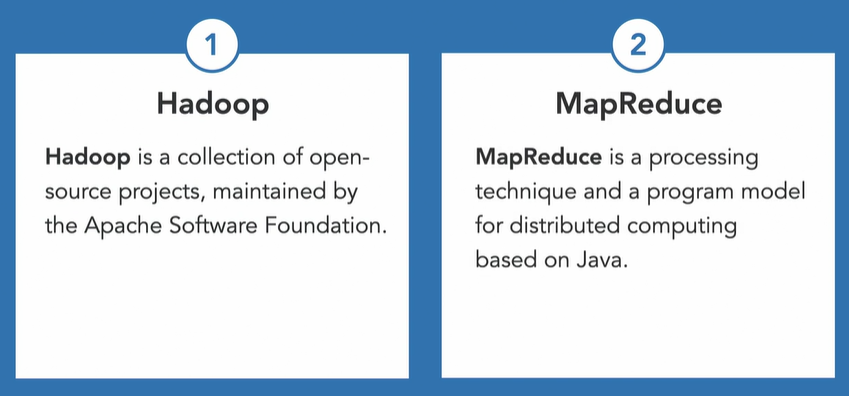 1
Hadoop
Hadoop is a collection of open-
source projects, maintained by
the Apache Software Foundation.
2
MapReduce
MapReduce is a processing
technique and a program model
for distributed computing
based on Java.